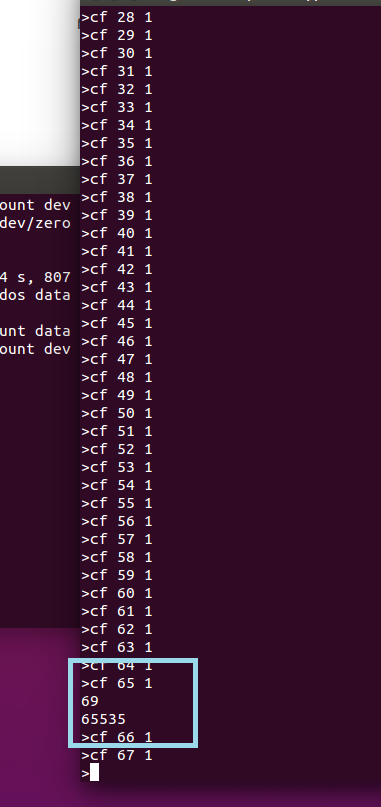 >cf 28 1
>cf 29 1
>cf 30 1
>cf 31 1
>cf 32 1
>cf 33 1
>cf 34 1
>cf 35 1
>cf 36 1
>cf 37 1
>cf 38 1
>cf 39 1
>cf 40 1
>cf 41 1
>cf 42 1
>cf 43 1
>cf 44 1
>cf 45 1
>cf 46 1
>cf 47 1
>cf 48 1
>cf 49 1
>cf 50 1
>cf 51 1
>cf 52 1
>cf 53 1
>cf 54 1
>cf 55 1
>cf 56 1
>cf 57 1
>cf 58 1
>cf 59 1
>cf 60 1
>cf 61 1
>cf 62 1
>cf 63 1
>cf 64 1
>cf 65 1
69
65535
>cf 66 1
>cf 67 1
>
ount dev
dev/zero
4 s, 807
dos data
unt data
ount dev